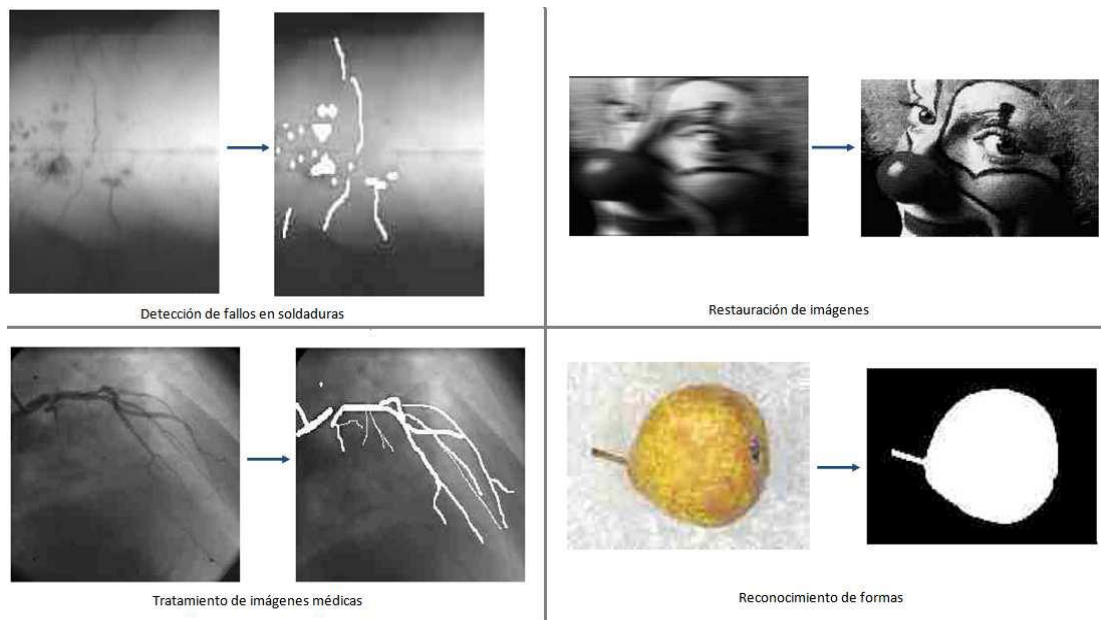 Detección de fallos en soldaduras
Restauración de imágenes
Tratamiento de imágenes médicas
Reconocimiento de formas